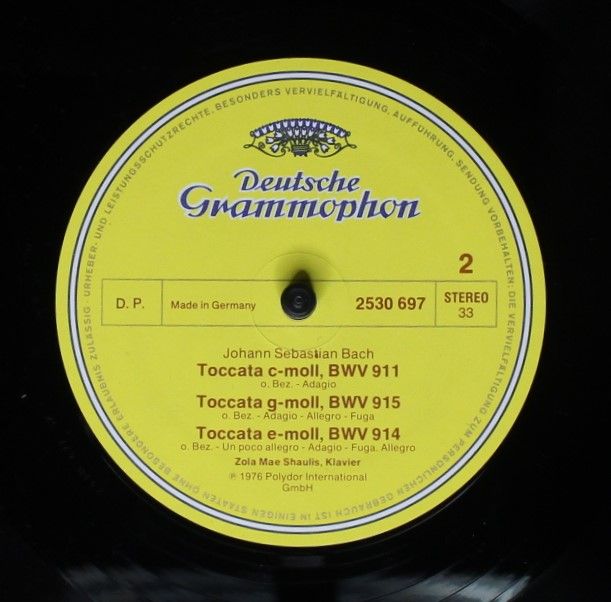 URHEBER- UND LEISTUNGSSCHUTZRECHTE, BESONDERS VERVIELFÄLTIGUNG, AUFFÜHRUNG, SENDUNG VORBEHALTEN. DIE VERVIELFÄLTIGUNG ZUM PERSÖNLICHEN GEBRAUCH IST IN EINIGEN STAATEN OHNE BESONDERE ERLAUBNIS ZULÄSSIG ·
Deutsche
Grammophon
2
D. P. Made in Germany 2530 697 STEREO
33
Johann Sebastian Bach
Toccata c-moll, BWV 911
o. Bez. - Adagio
Toccata g-moll, BWV 915
o. Bez. - Adagio - Allegro - Fuga
Toccata e-moll, BWV 914
o. Bez. - Un poco allegro - Adagio - Fuga. Allegro
Zola Mae Shaulis, Klavier
℗ 1976 Polydor International
GmbH